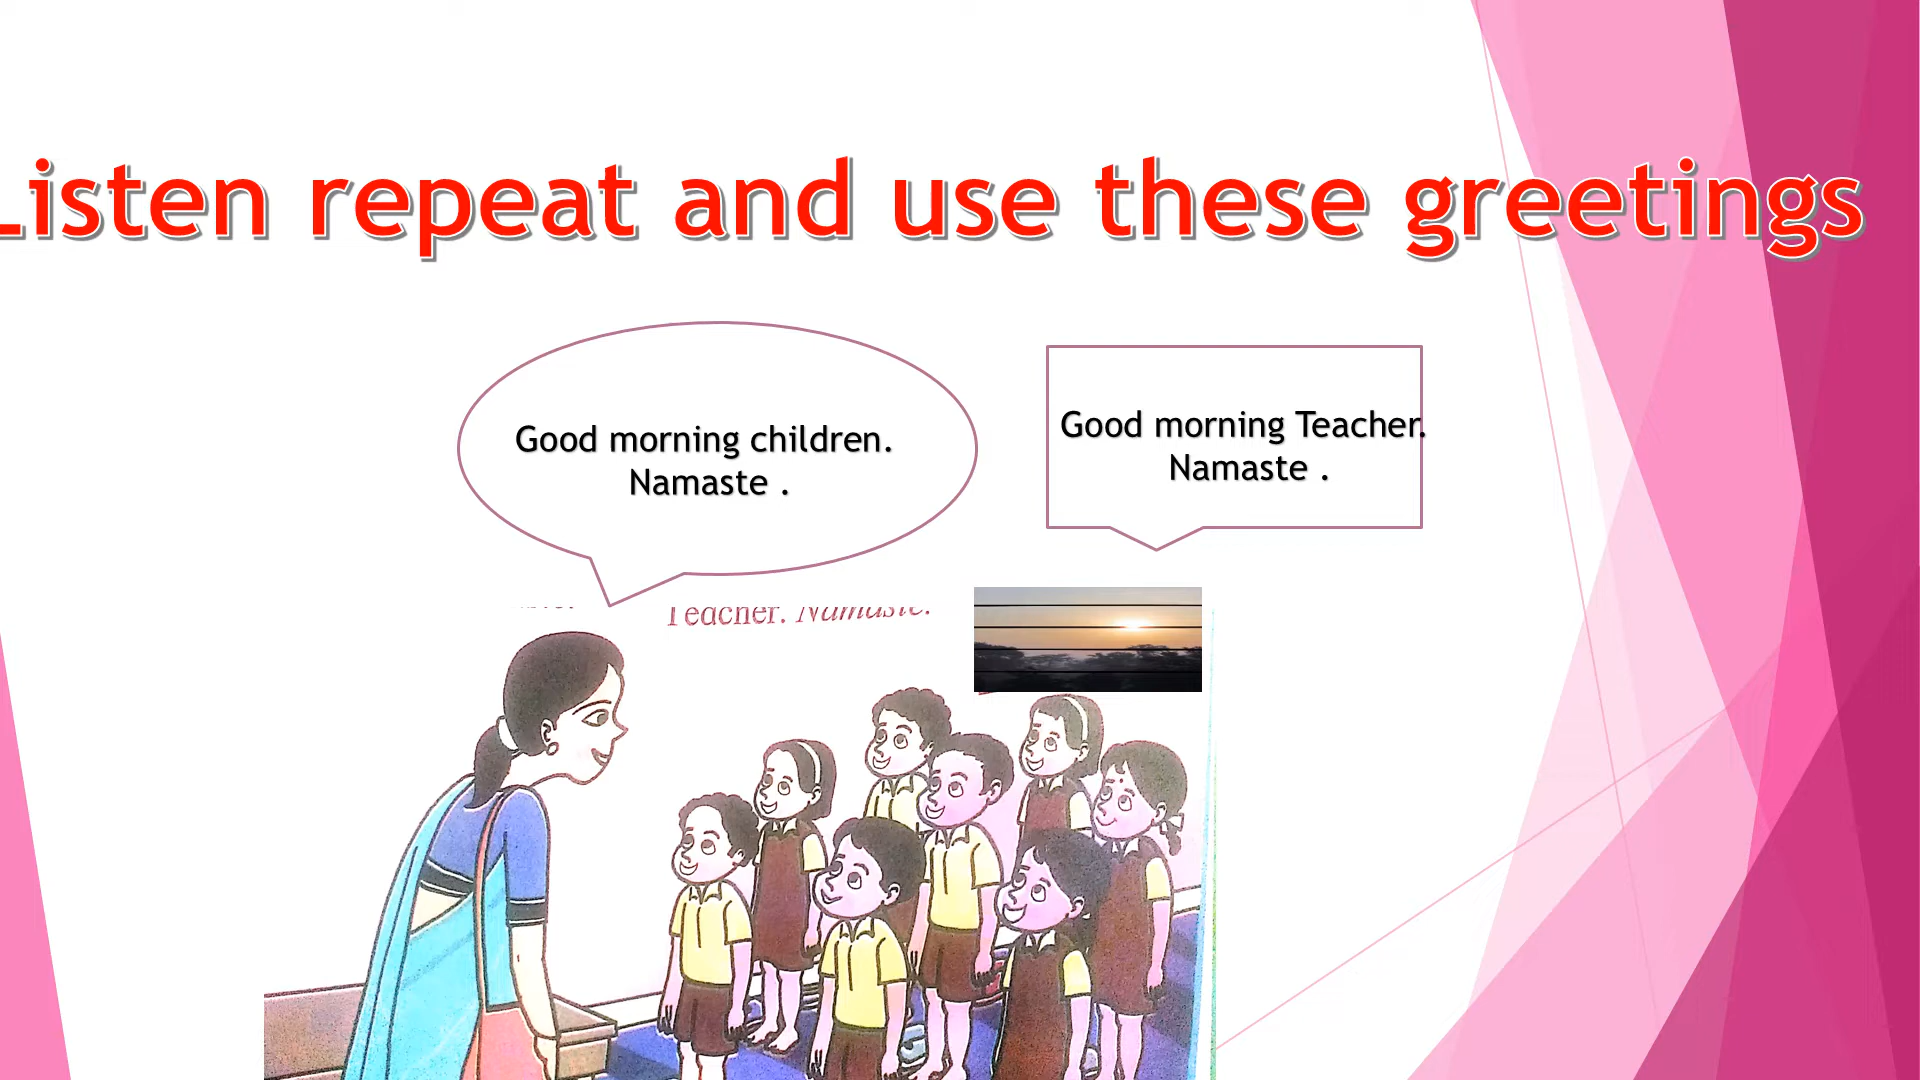 Listen repeat and use these greetings
Good morning children.
Namaste .
Good morning Teacher.
Namaste .
Teacher. Namaste.